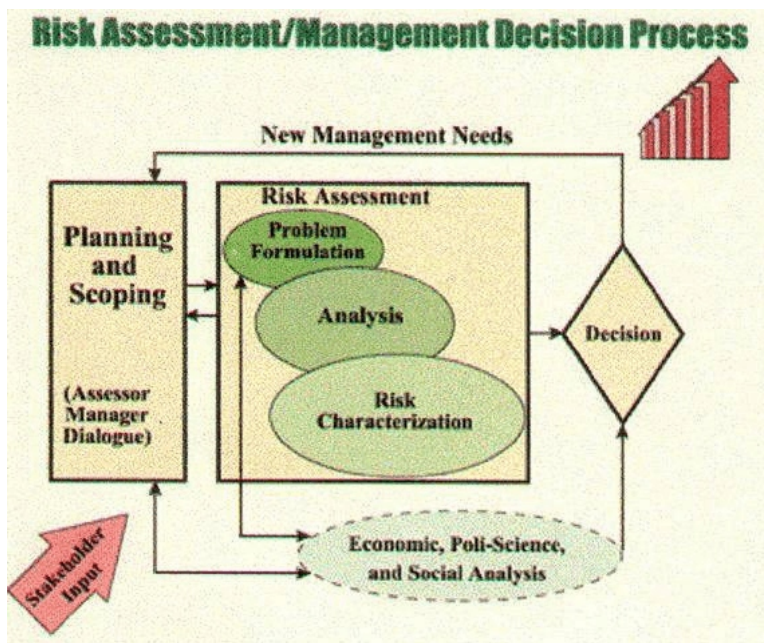 Risk Assessment/Management Decision Process
New Management Needs
Planning
and
Scoping
(Assessor
Manager
Dialogue)
Risk Assessment
Problem
Formulation
Analysis
Risk
Characterization
Decision
Economic, Poli-Science,
and Social Analysis
Stakeholder
Input